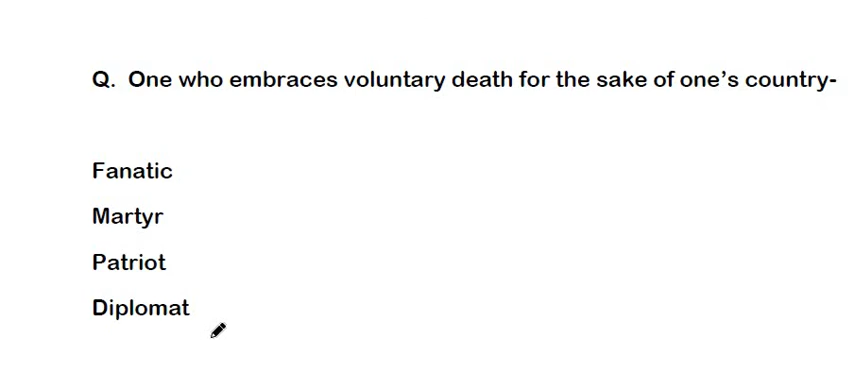 Q. One who embraces voluntary death for the sake of one’s country-
Fanatic
Martyr
Patriot
Diplomat